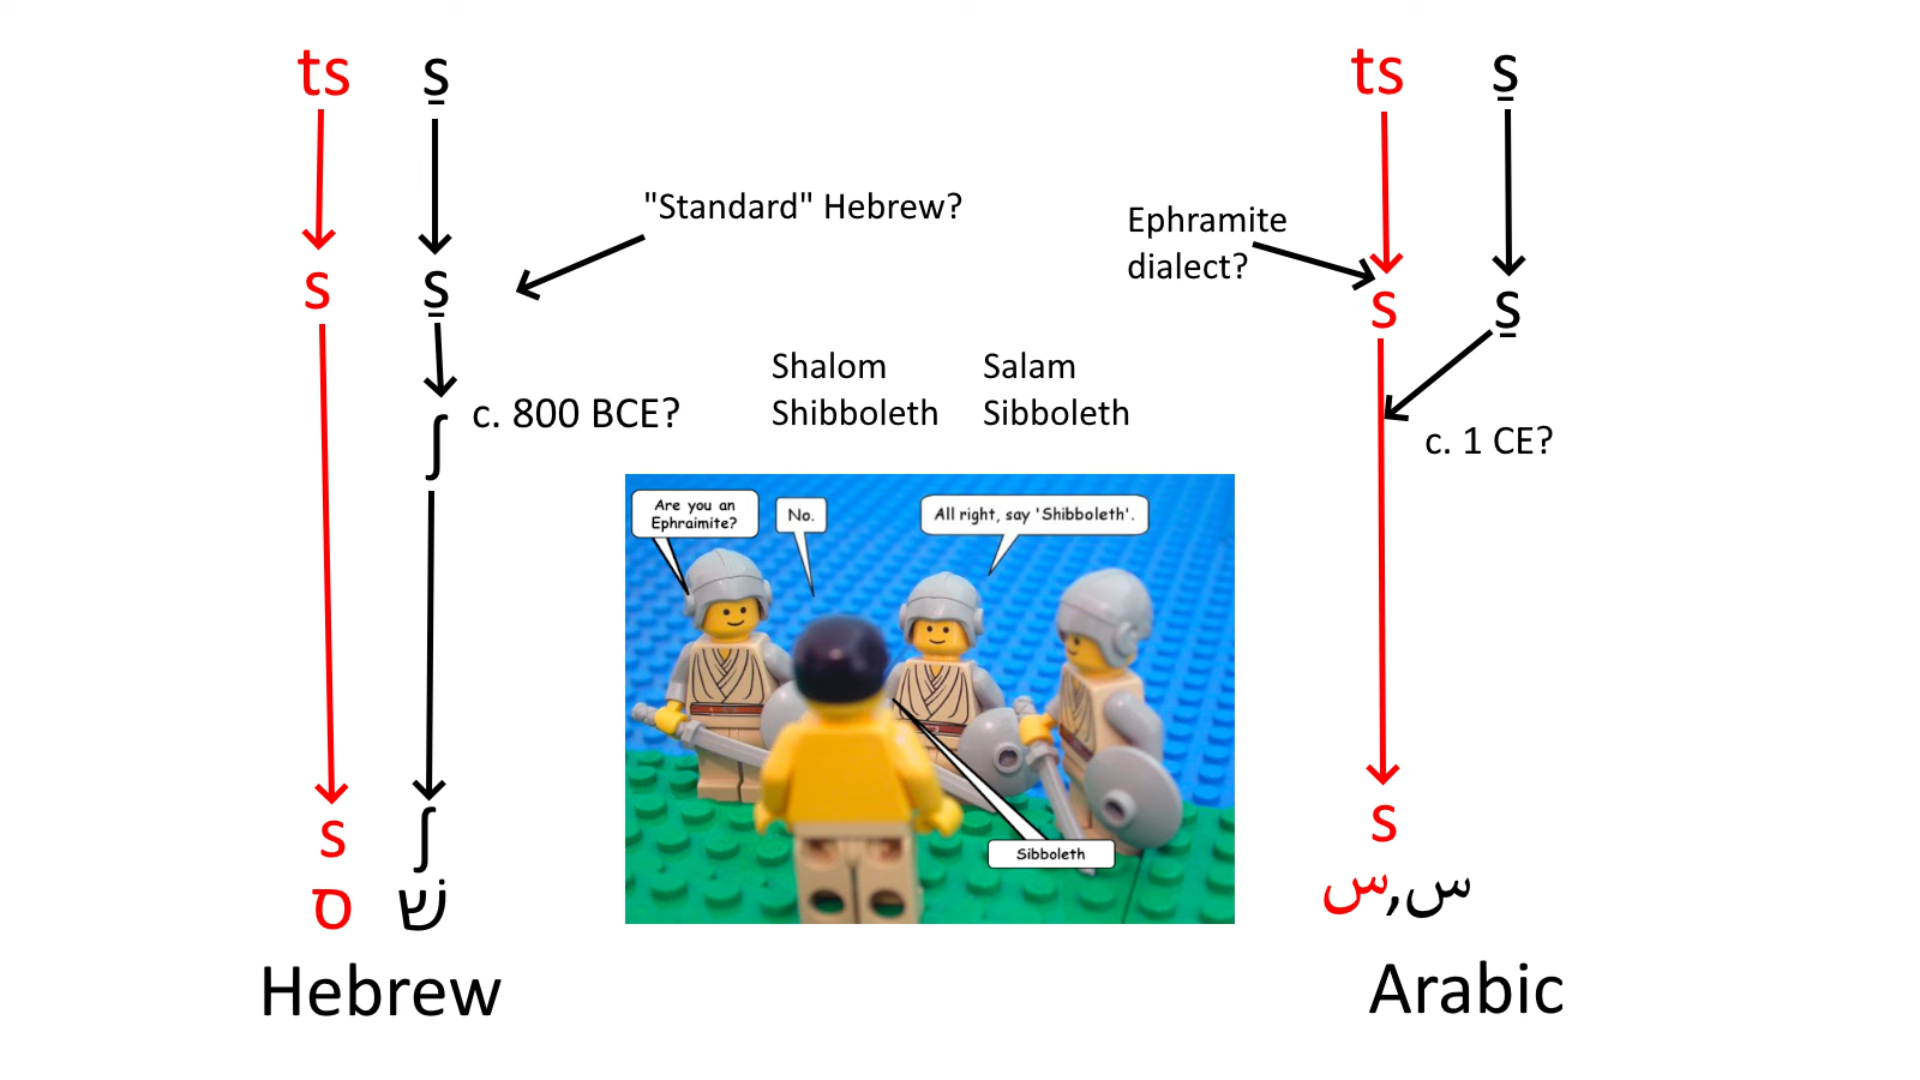 ts s̱
ts s̱
"Standard" Hebrew?
Ephramite
dialect?
s s̱
s s̱
Shalom Salam
Shibboleth Sibboleth
c. 800 BCE?
ʃ
c. 1 CE?
Are you an
Ephraimite?
No.
All right, say 'Shibboleth'.
Sibboleth
s ʃ
s
ס שׁ
س,س
Hebrew
Arabic